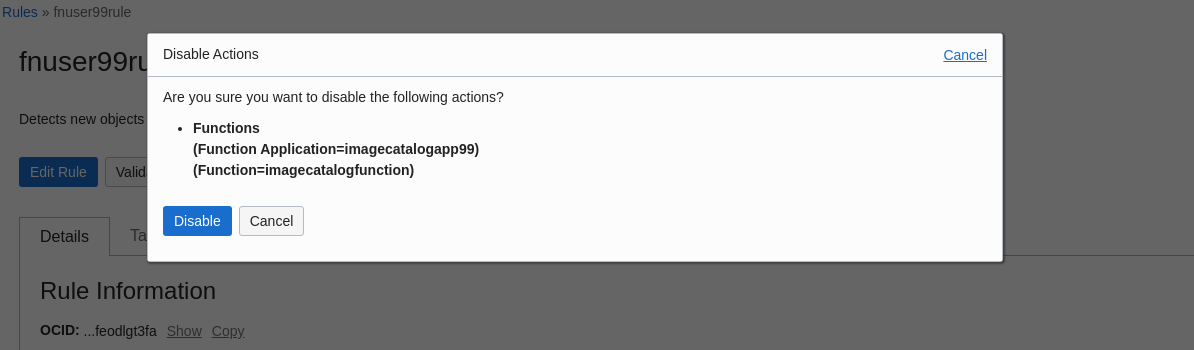 Rules » fnuser99rule
Disable Actions
Cancel
fnuser99ru
Are you sure you want to disable the following actions?
Detects new objects
• Functions
(Function Application=imagecatalogapp99)
(Function=imagecatalogfunction)
Edit Rule
Valid
Disable
Cancel
Details
Ta
Rule Information
OCID: ...feodlgt3fa Show Copy